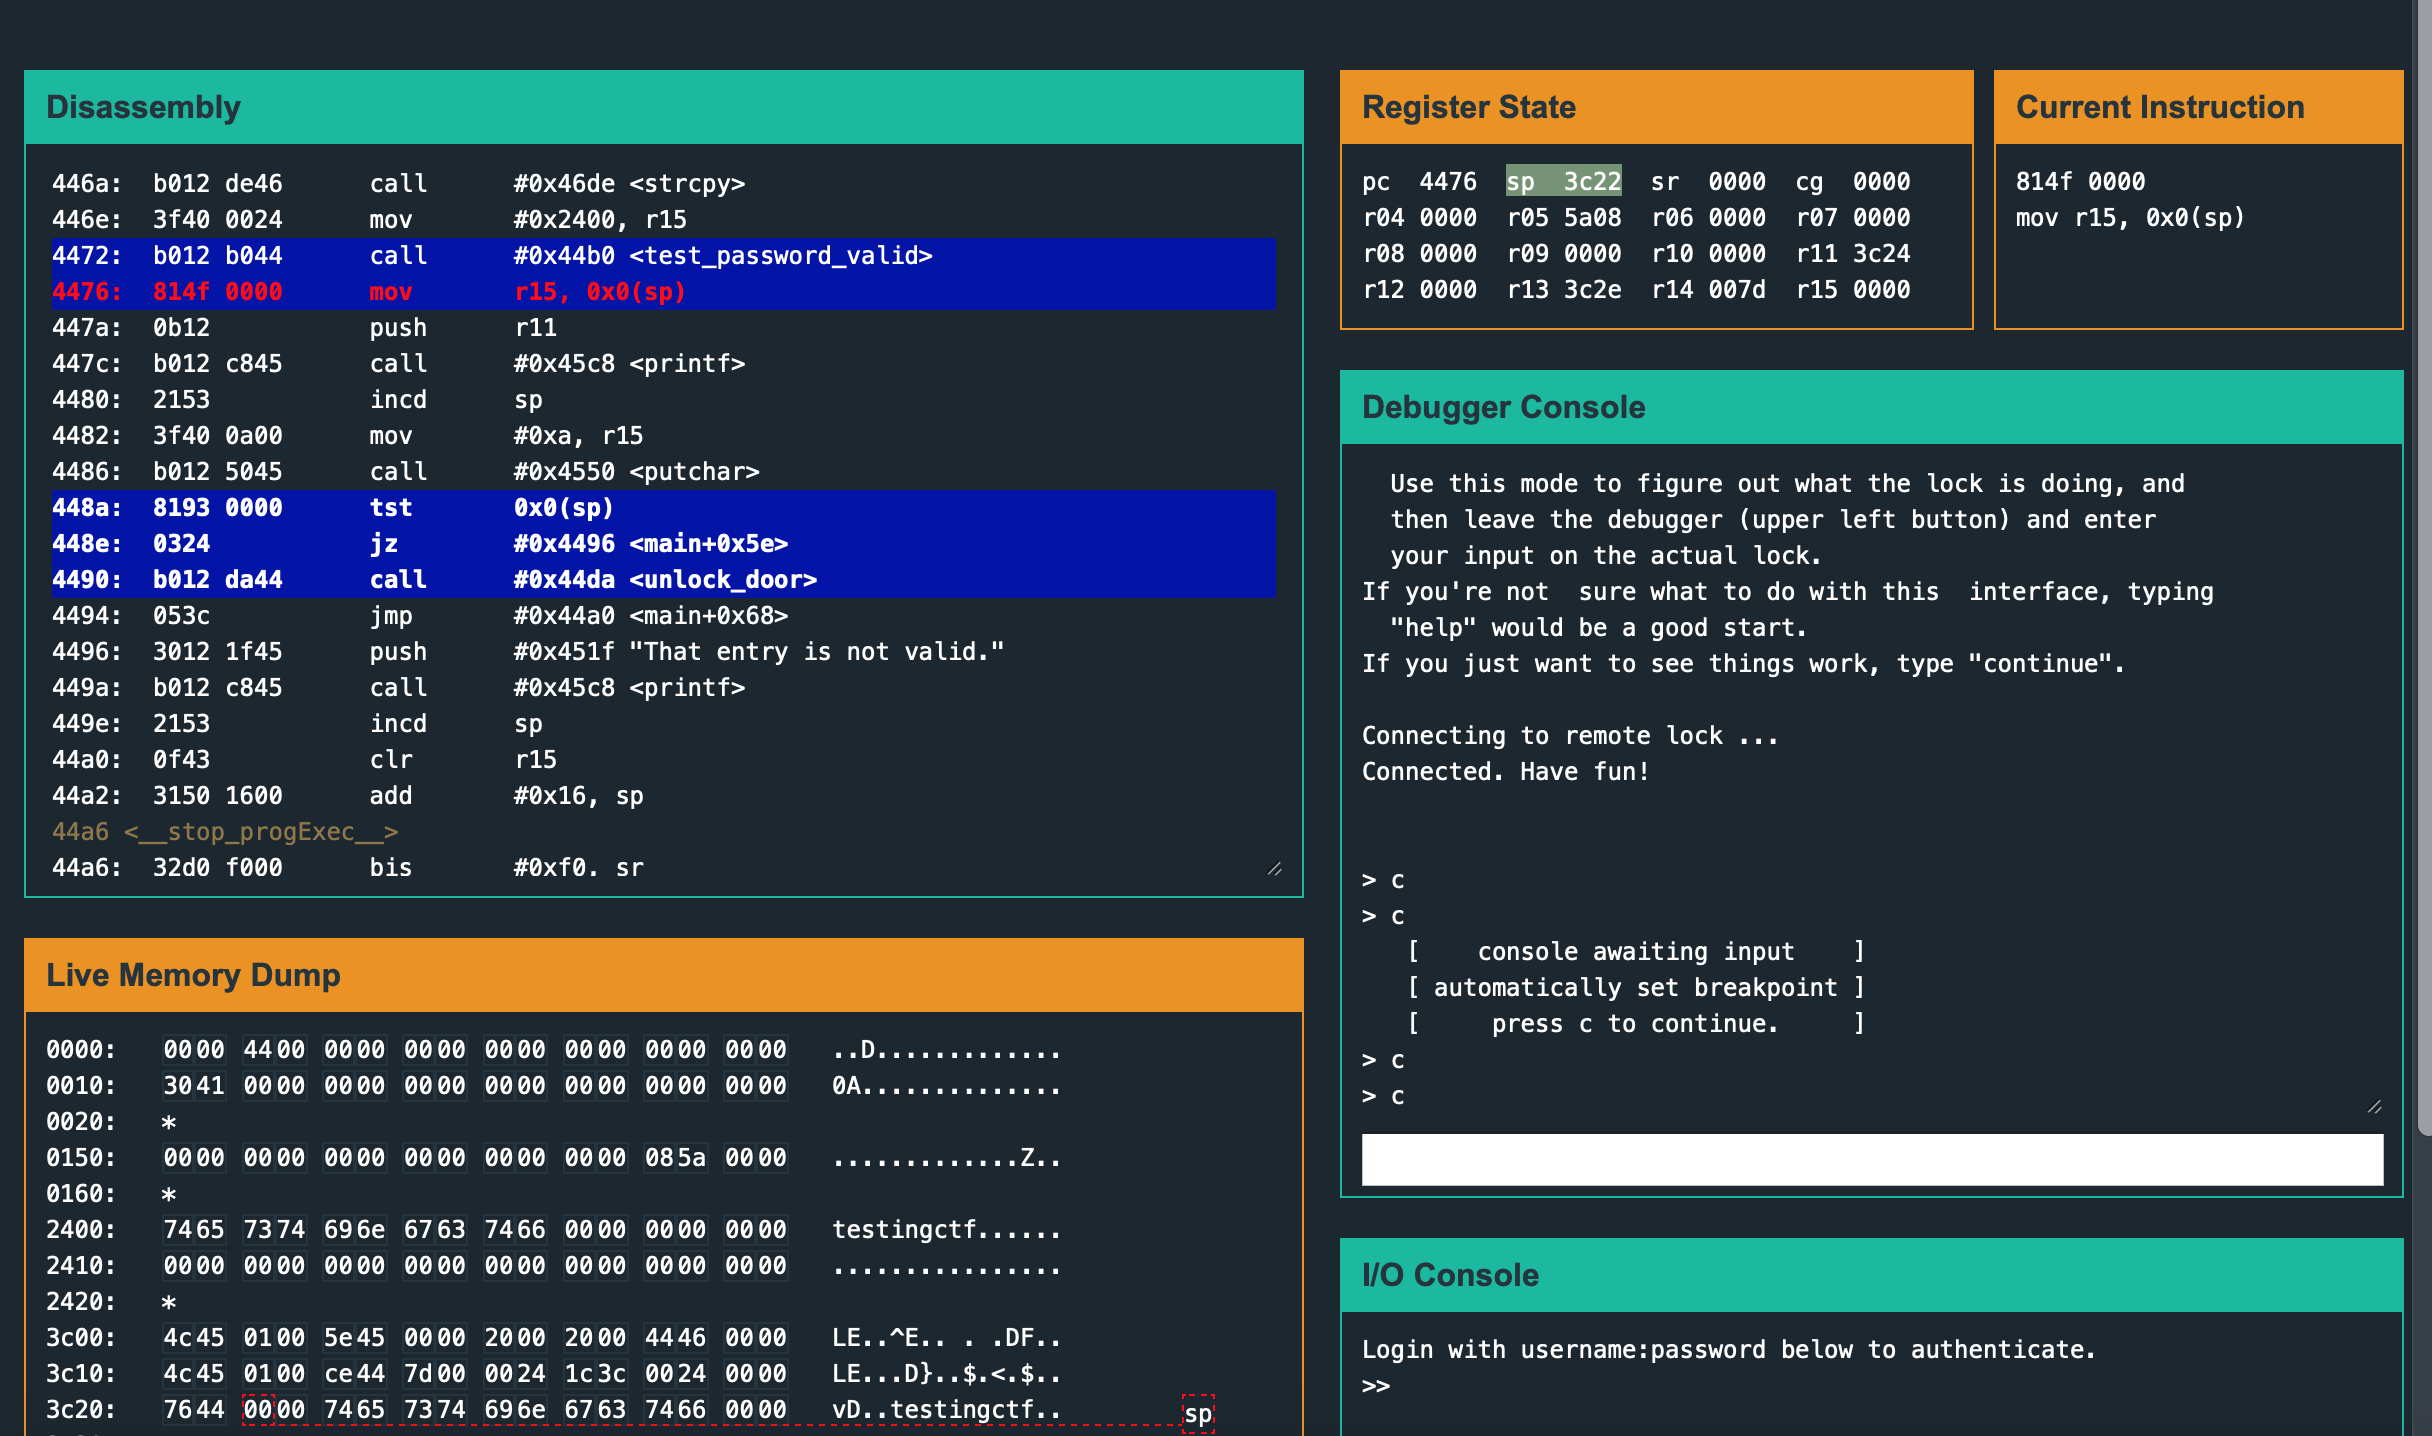 Disassembly
446a:  b012 de46      call      #0x46de <strcpy>
446e:  3f40 0024      mov       #0x2400, r15
4472:  b012 b044      call      #0x44b0 <test_password_valid>
4476:  814f 0000      mov       r15, 0x0(sp)
447a:  0b12           push      r11
447c:  b012 c845      call      #0x45c8 <printf>
4480:  2153           incd      sp
4482:  3f40 0a00      mov       #0xa, r15
4486:  b012 5045      call      #0x4550 <putchar>
448a:  8193 0000      tst       0x0(sp)
448e:  0324           jz        #0x4496 <main+0x5e>
4490:  b012 da44      call      #0x44da <unlock_door>
4494:  053c           jmp       #0x44a0 <main+0x68>
4496:  3012 1f45      push      #0x451f "That entry is not valid."
449a:  b012 c845      call      #0x45c8 <printf>
449e:  2153           incd      sp
44a0:  0f43           clr       r15
44a2:  3150 1600      add       #0x16, sp
44a6 <__stop_progExec__>
44a6:  32d0 f000      bis       #0xf0, sr
Live Memory Dump
0000:   0000 4400 0000 0000 0000 0000 0000 0000   ..D.............
0010:   3041 0000 0000 0000 0000 0000 0000 0000   0A..............
0020:   *
0150:   0000 0000 0000 0000 0000 0000 085a 0000   .............Z..
0160:   *
2400:   7465 7374 696e 6763 7466 0000 0000 0000   testingctf......
2410:   0000 0000 0000 0000 0000 0000 0000 0000   ................
2420:   *
3c00:   4c45 0100 5e45 0000 2000 2000 4446 0000   LE..^E.. . .DF..
3c10:   4c45 0100 ce44 7d00 0024 1c3c 0024 0000   LE...D}..$.<.$..
3c20:   7644 0000 7465 7374 696e 6763 7466 0000   vD..testingctf..
sp
Register State
pc  4476  sp  3c22  sr  0000  cg  0000
r04 0000  r05 5a08  r06 0000  r07 0000
r08 0000  r09 0000  r10 0000  r11 3c24
r12 0000  r13 3c2e  r14 007d  r15 0000
Current Instruction
814f 0000
mov r15, 0x0(sp)
Debugger Console
Use this mode to figure out what the lock is doing, and
then leave the debugger (upper left button) and enter
your input on the actual lock.
If you're not  sure what to do with this  interface, typing
"help" would be a good start.
If you just want to see things work, type "continue".
Connecting to remote lock ...
Connected. Have fun!
> c
> c
[    console awaiting input    ]
[ automatically set breakpoint ]
[     press c to continue.     ]
> c
> c
I/O Console
Login with username:password below to authenticate.
>>